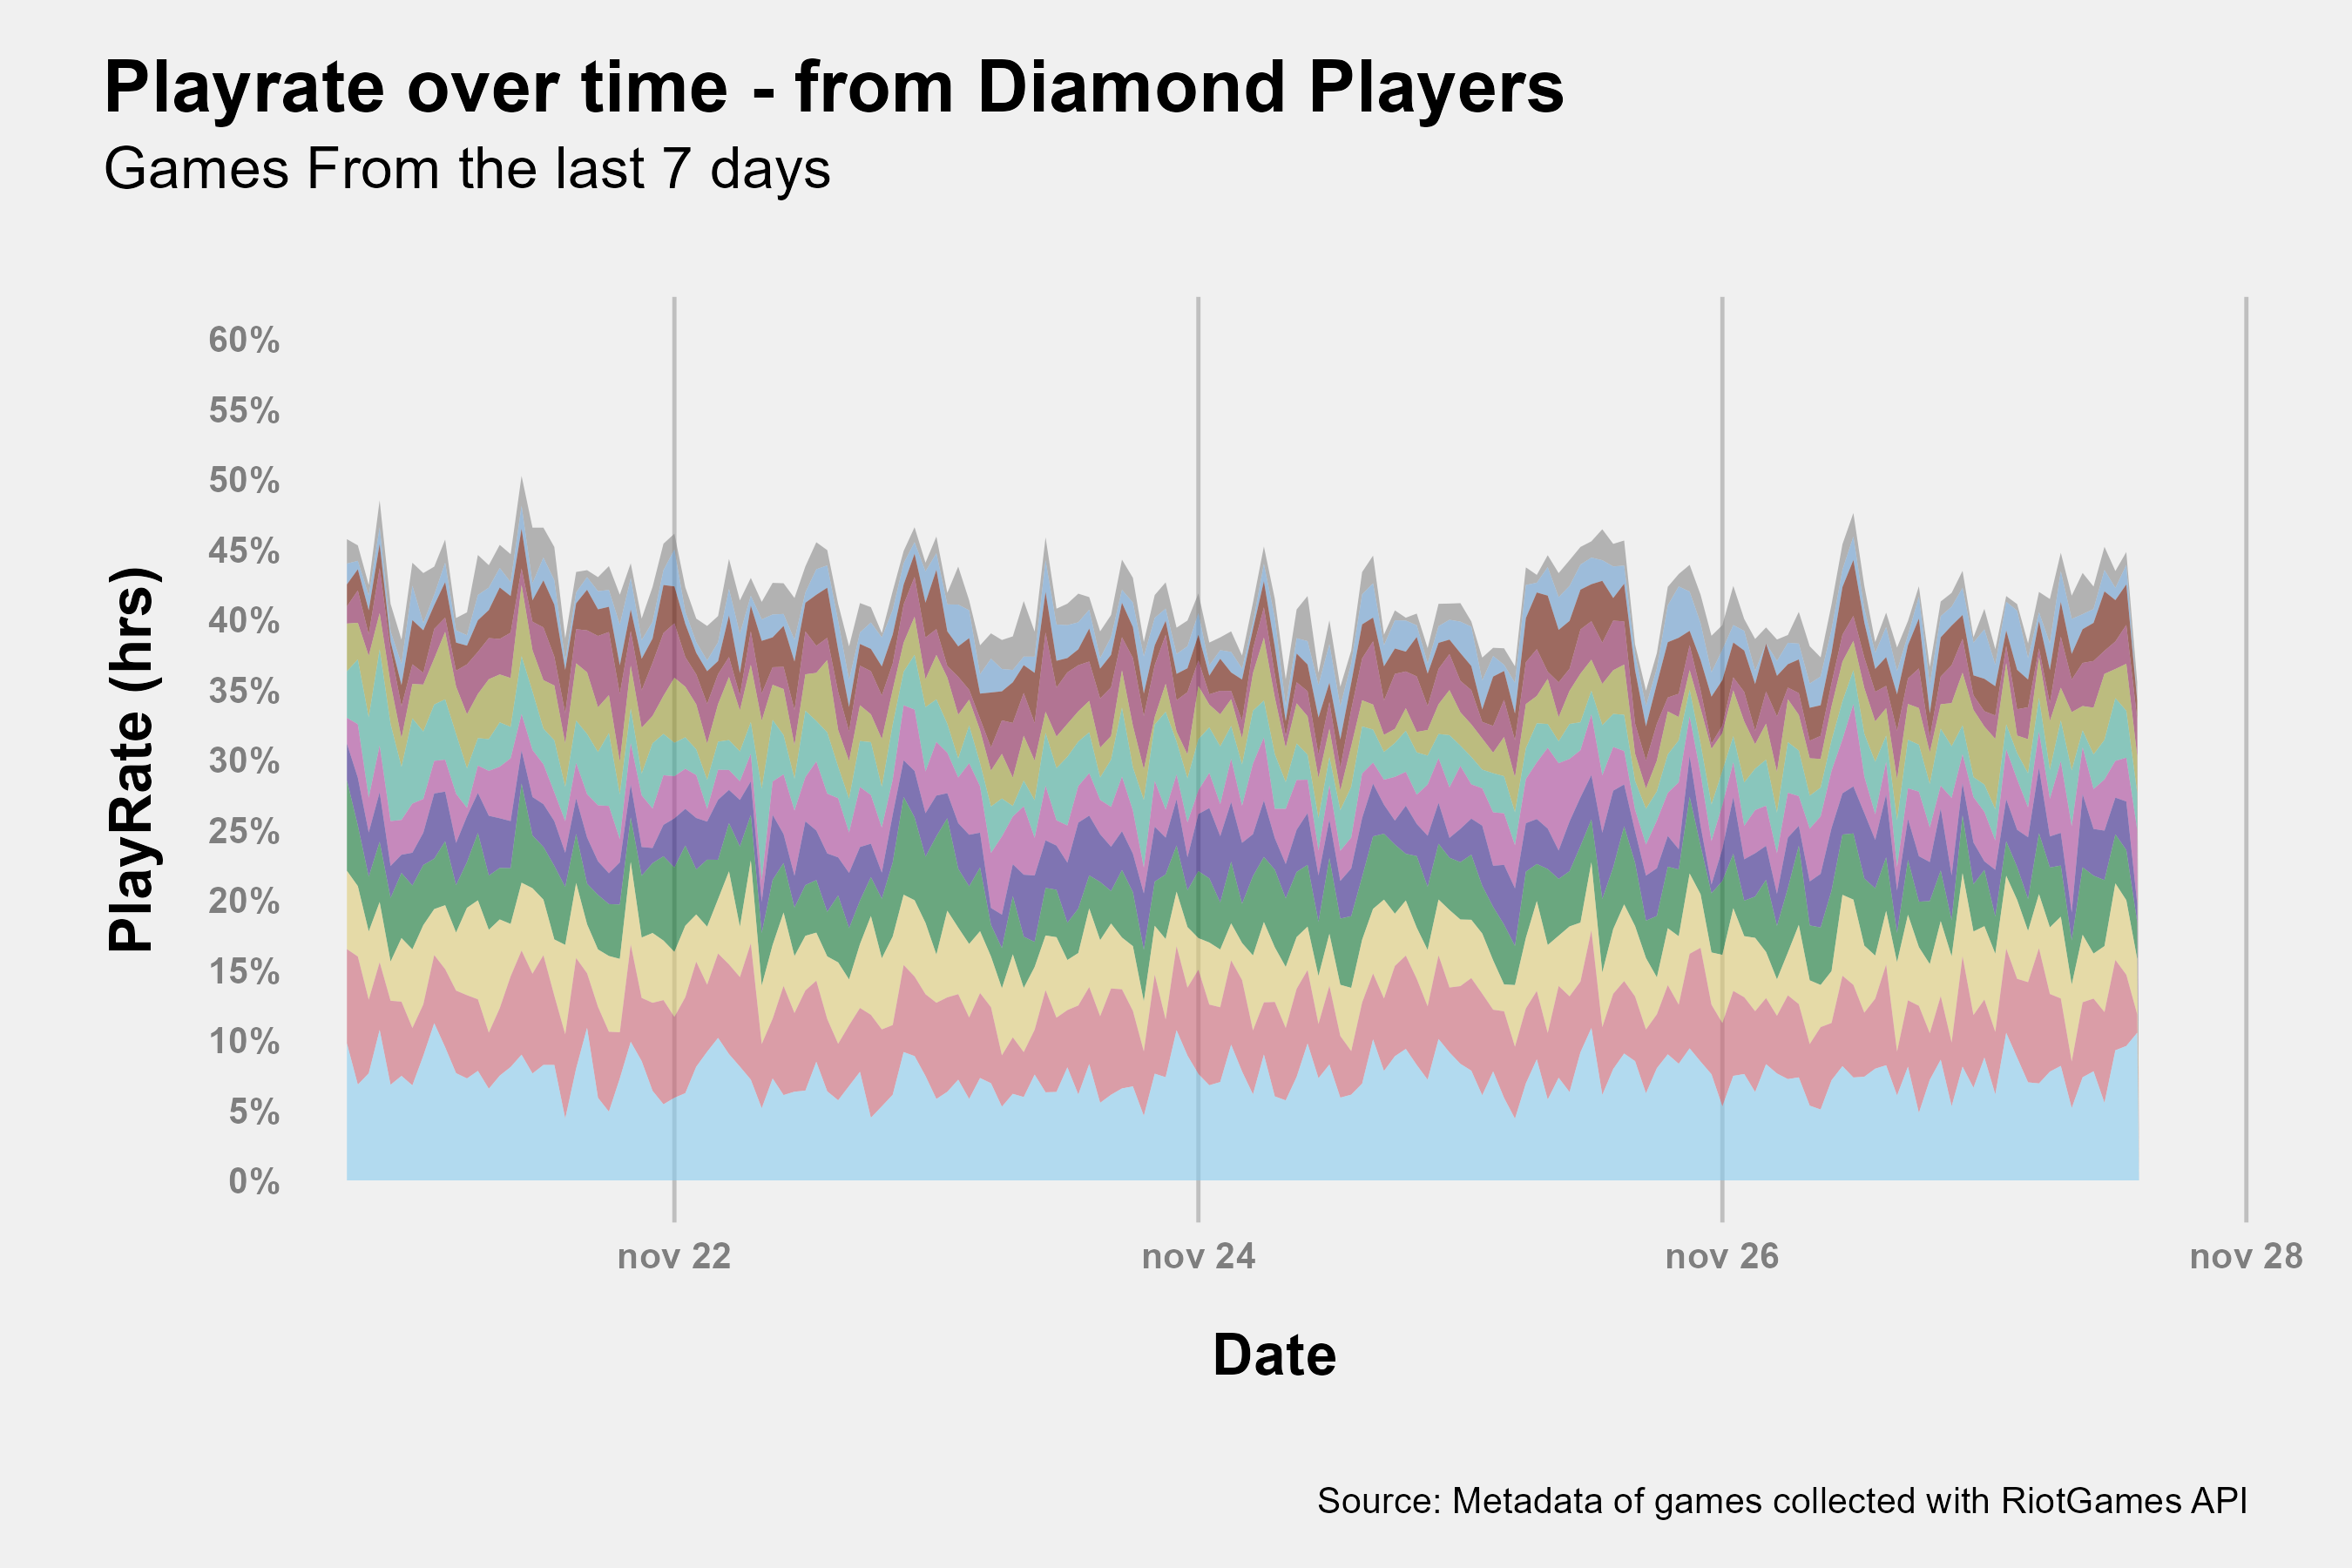 Playrate over time - from Diamond Players
Games From the last 7 days
PlayRate (hrs)
60%
55%
50%
45%
40%
35%
30%
25%
20%
15%
10%
5%
0%
nov 22
nov 24
nov 26
nov 28
Date
Source: Metadata of games collected with RiotGames API